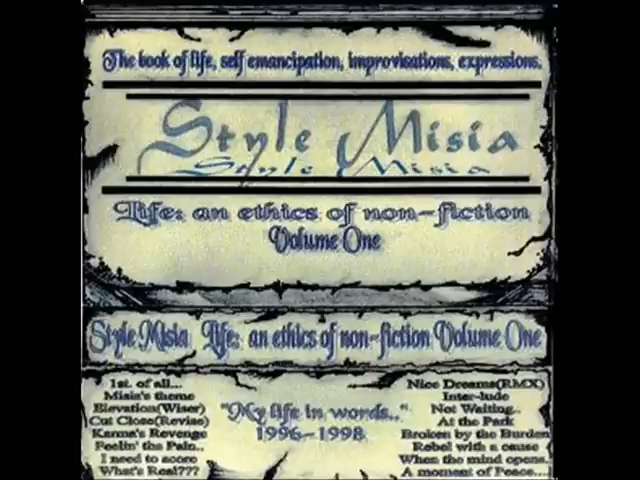 The book of life, self emancipation, improvisations, expressions.
Style Misia
Style Misia
Life: an ethics of non-fiction
Volume One
Style Misia Life: an ethics of non-fiction Volume One
1st. of all...
Misia's theme
Elevation(Wiser)
Cut Close(Revise)
Karma's Revenge
Feelin' the Pain..
I need to score
What's Real???
"My life in words.."
1996-1998
Nice Dreams(RMX)
Inter-lude
Not Waiting..
At the Park
Broken by the Burden
Rebel with a cause
When the mind opens.
A moment of Peace....